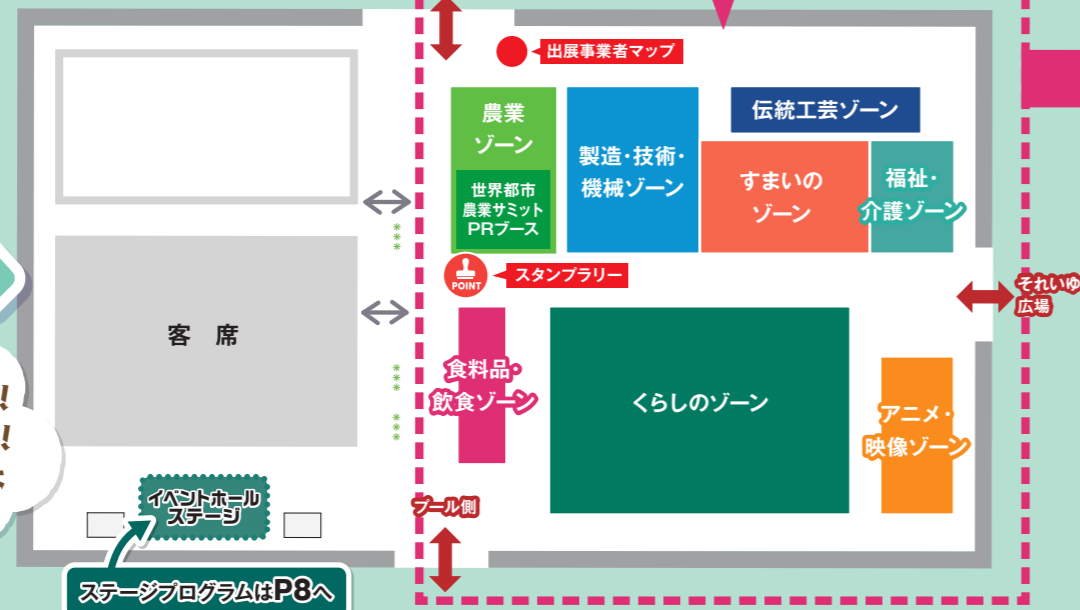 出展事業者マップ
農業
ゾーン
世界都市
農業サミット
PRブース
製造・技術・
機械ゾーン
伝統工芸ゾーン
すまいの
ゾーン
福祉・
介護ゾーン
POINT
スタンプラリー
それいゆ
広場
客 席
食料品・
飲食ゾーン
くらしのゾーン
アニメ・
映像ゾーン
!
!
イベントホール
ステージ
プール側
ステージプログラムはP8へ